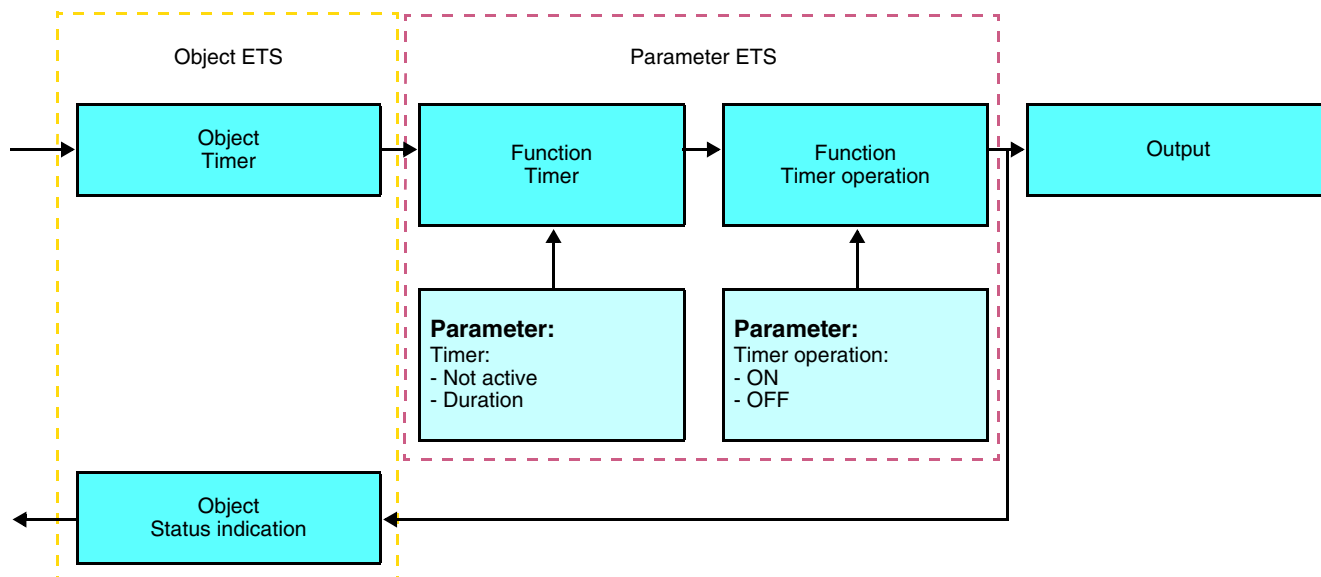 Object ETS
Parameter ETS
Object
Timer
Function
Timer
Function
Timer operation
Output
Parameter:
Timer:
- Not active
- Duration
Parameter:
Timer operation:
- ON
- OFF
Object
Status indication